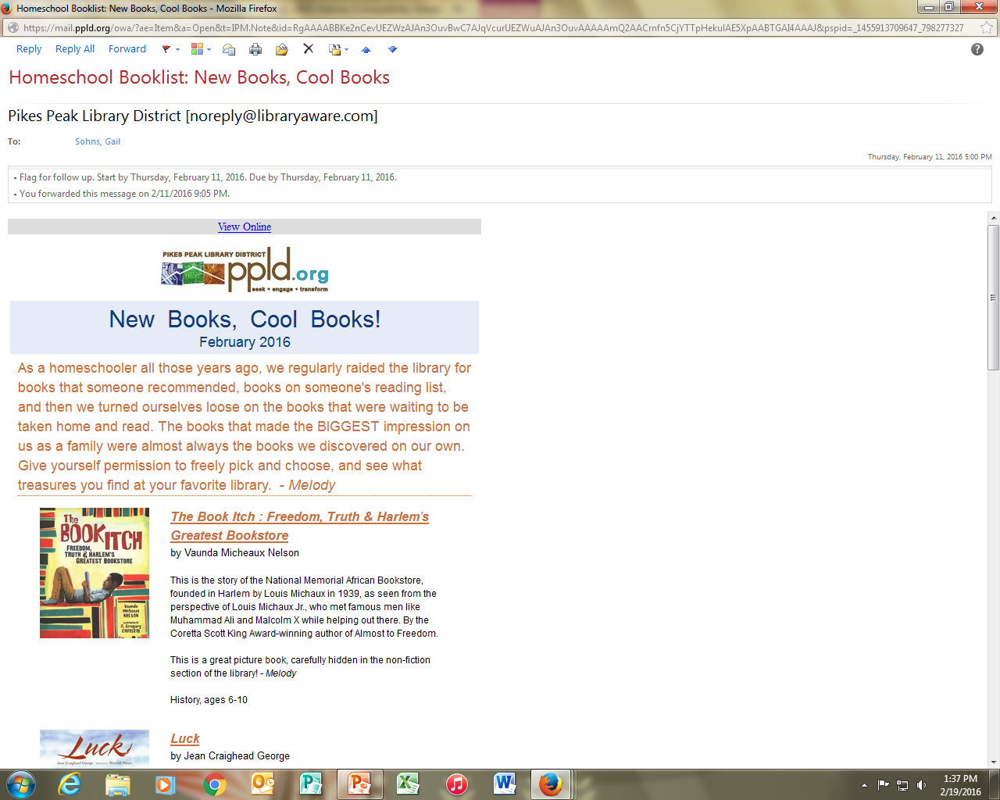 Homeschool Booklist: New Books, Cool Books - Mozilla Firefox
https://mail.ppld.org/owa/?ae=Item&a=Open&t=IPM.Note&id=RgAAAABBKe2nCevUEZWzAJAn3OuvBwC7AJqVcurUEZWuAJAn3OuvAAAAAmQ2AACrnfn5CjYTTpHekulAE5XpAABTGAI4AAAJ&pspid=_1455913709647_798277327
Reply Reply All Forward
Homeschool Booklist: New Books, Cool Books
Pikes Peak Library District [noreply@libraryaware.com]
To: Sohns, Gail
Thursday, February 11, 2016 5:00 PM
- Flag for follow up. Start by Thursday, February 11, 2016. Due by Thursday, February 11, 2016.
- You forwarded this message on 2/11/2016 9:05 PM.
View Online
PIKES PEAK LIBRARY DISTRICT
ppld.org
seek • engage • transform
New Books, Cool Books!
February 2016
As a homeschooler all those years ago, we regularly raided the library for
books that someone recommended, books on someone's reading list,
and then we turned ourselves loose on the books that were waiting to be
taken home and read. The books that made the BIGGEST impression on
us as a family were almost always the books we discovered on our own.
Give yourself permission to freely pick and choose, and see what
treasures you find at your favorite library. - Melody
The
BOOK ITCH
FREEDOM,
TRUTH & HARLEM'S
GREATEST BOOKSTORE
Vaunda
Micheaux
NELSON
R. Gregory
CHRISTIE
The Book Itch : Freedom, Truth & Harlem's
Greatest Bookstore
by Vaunda Micheaux Nelson
This is the story of the National Memorial African Bookstore,
founded in Harlem by Louis Michaux in 1939, as seen from the
perspective of Louis Michaux Jr., who met famous men like
Muhammad Ali and Malcolm X while helping out there. By the
Coretta Scott King Award-winning author of Almost to Freedom.
This is a great picture book, carefully hidden in the non-fiction
section of the library! - Melody
History, ages 6-10
Luck
Jean Craighead George Wendell Minor
Luck
by Jean Craighead George
1:37 PM
2/19/2016